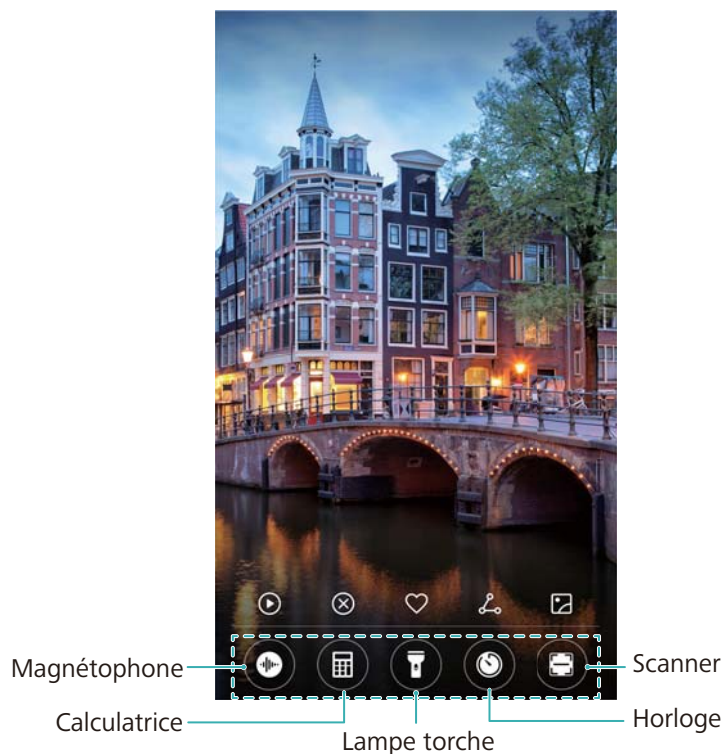 Magnétophone
Scanner
Calculatrice
Horloge
Lampe torche